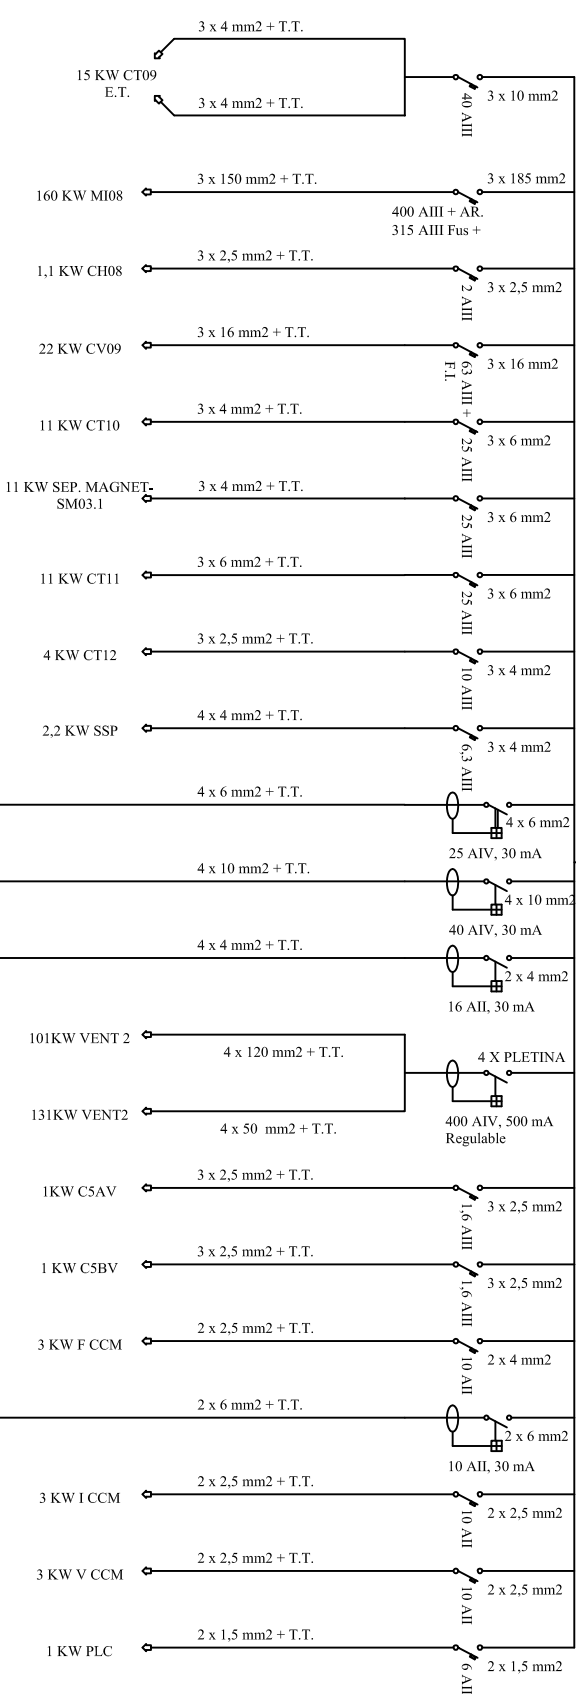 3 x 4 mm2 + T.T.
15 KW CT09
E.T.
3 x 4 mm2 + T.T.
40 AIII
3 x 10 mm2
3 x 150 mm2 + T.T.
3 x 185 mm2
160 KW MI08
400 AIII + AR.
315 AIII Fus +
3 x 2,5 mm2 + T.T.
1,1 KW CH08
2 AIII
3 x 2,5 mm2
3 x 16 mm2 + T.T.
22 KW CV09
63 AIII +
F.I.
3 x 16 mm2
3 x 4 mm2 + T.T.
11 KW CT10
25 AIII
3 x 6 mm2
11 KW SEP. MAGNET-
SM03.1
3 x 4 mm2 + T.T.
25 AIII
3 x 6 mm2
3 x 6 mm2 + T.T.
11 KW CT11
25 AIII
3 x 6 mm2
3 x 2,5 mm2 + T.T.
4 KW CT12
10 AIII
3 x 4 mm2
4 x 4 mm2 + T.T.
2,2 KW SSP
6,3 AIII
3 x 4 mm2
4 x 6 mm2 + T.T.
4 x 6 mm2
25 AIV, 30 mA
4 x 10 mm2 + T.T.
4 x 10 mm2
40 AIV, 30 mA
4 x 4 mm2 + T.T.
2 x 4 mm2
16 AII, 30 mA
101KW VENT 2
4 x 120 mm2 + T.T.
4 X PLETINA
131KW VENT2
4 x 50 mm2 + T.T.
400 AIV, 500 mA
Regulable
3 x 2,5 mm2 + T.T.
1KW C5AV
1,6 AIII
3 x 2,5 mm2
3 x 2,5 mm2 + T.T.
1 KW C5BV
1,6 AIII
3 x 2,5 mm2
2 x 2,5 mm2 + T.T.
3 KW F CCM
10 AII
2 x 4 mm2
2 x 6 mm2 + T.T.
2 x 6 mm2
10 AII, 30 mA
2 x 2,5 mm2 + T.T.
3 KW I CCM
10 AII
2 x 2,5 mm2
2 x 2,5 mm2 + T.T.
3 KW V CCM
10 AII
2 x 2,5 mm2
2 x 1,5 mm2 + T.T.
1 KW PLC
6 AII
2 x 1,5 mm2